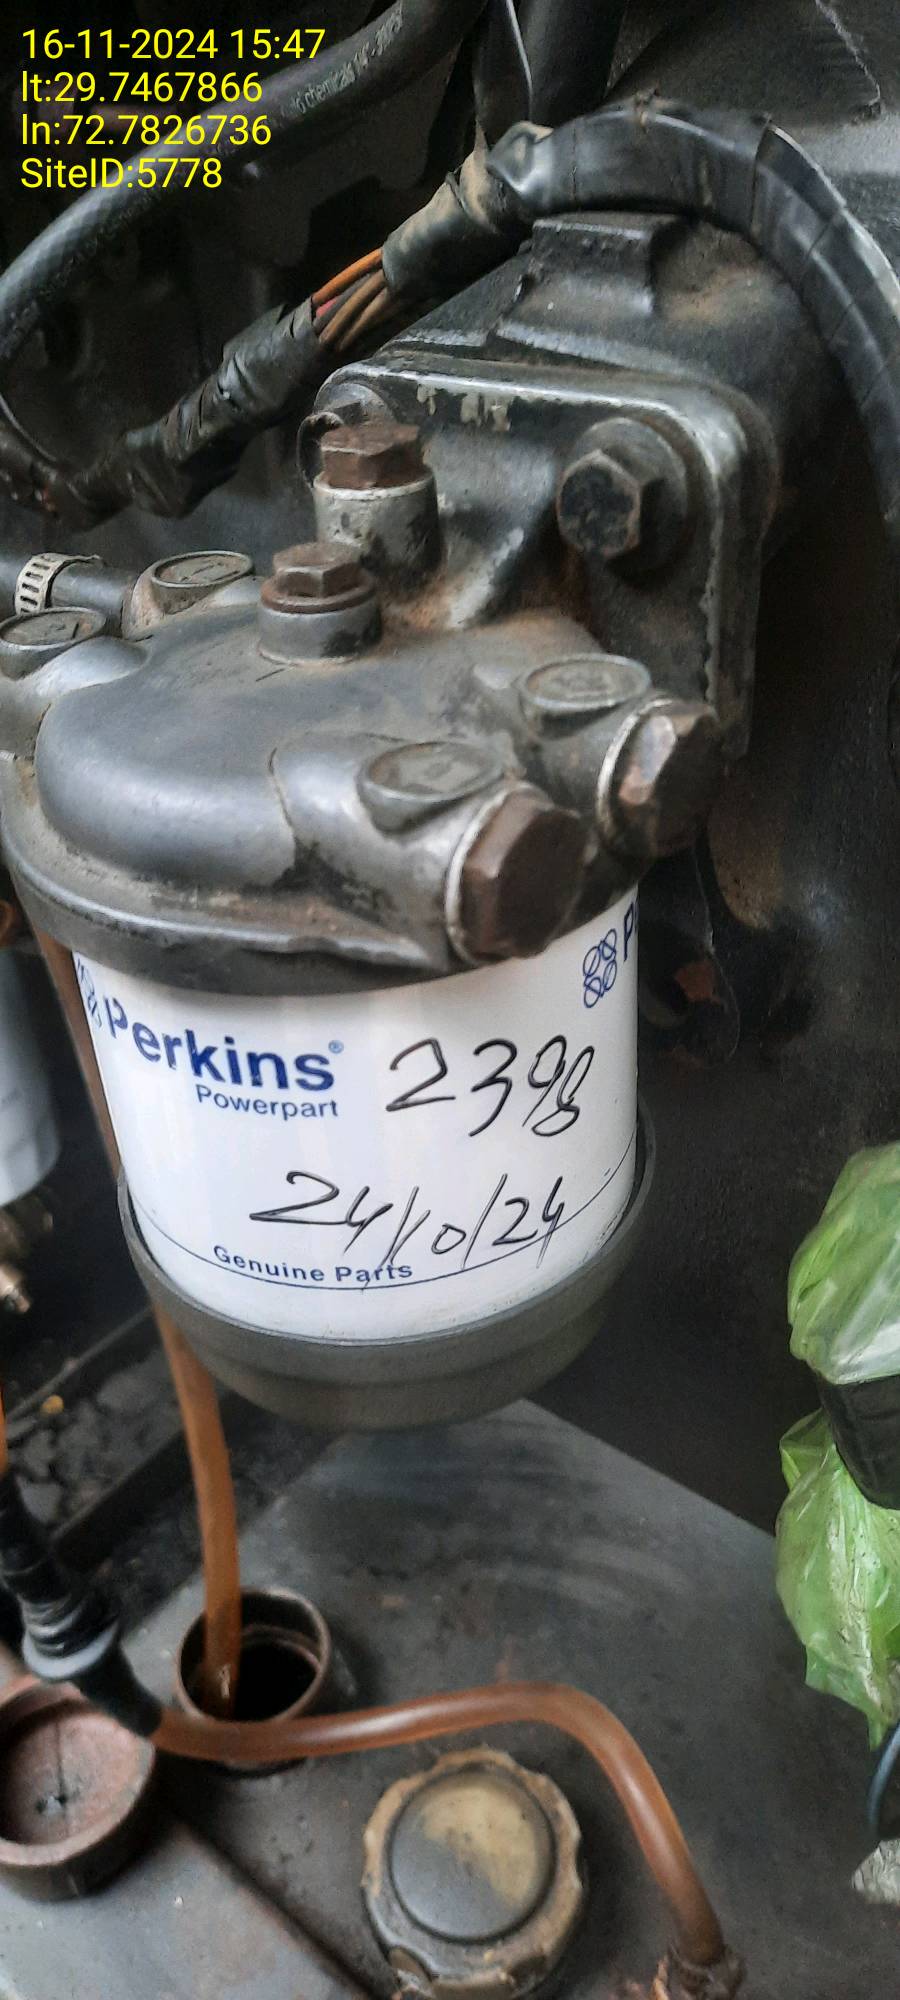 16-11-2024 15:47
lt:29.7467866
ln:72.7826736
SiteID:5778
Perkins®
Powerpart
2398
24/10/24
Genuine Parts